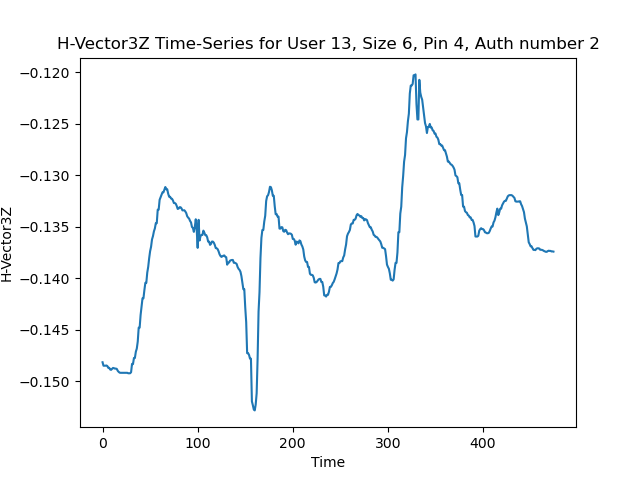 H-Vector3Z Time-Series for User 13, Size 6, Pin 4, Auth number 2
−0.120
−0.125
−0.130
−0.135
−0.140
−0.145
−0.150
H-Vector3Z
0 100 200 300 400
Time